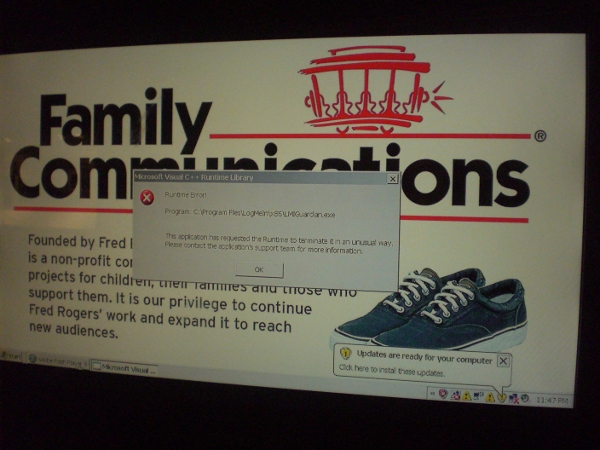 Family
Communications ®
Microsoft Visual C++ Runtime Library
Runtime Error!
Program: C:\Program Files\LogMeIn\x86\LMIGuardian.exe
This application has requested the Runtime to terminate it in an unusual way.
Please contact the application's support team for more information.
OK
Founded by Fred
is a non-profit
projects for children, their families and those who
support them. It is our privilege to continue
Fred Rogers' work and expand it to reach
new audiences.
Updates are ready for your computer
Click here to install these updates.
Microsoft Visual ...
11:47 PM